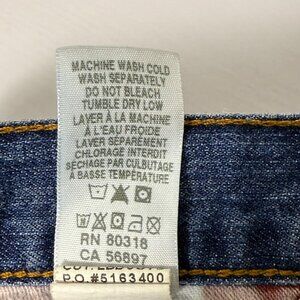 MACHINE WASH COLD
WASH SEPARATELY
DO NOT BLEACH
TUMBLE DRY LOW
LAVER À LA MACHINE
À L'EAU FROIDE
LAVER SÉPARÉMENT
CHLORAGE INTERDIT
SÉCHAGE PAR CULBUTAGE
À BASSE TEMPÉRATURE
RN 80318
CA 56897
P.O.#5163400